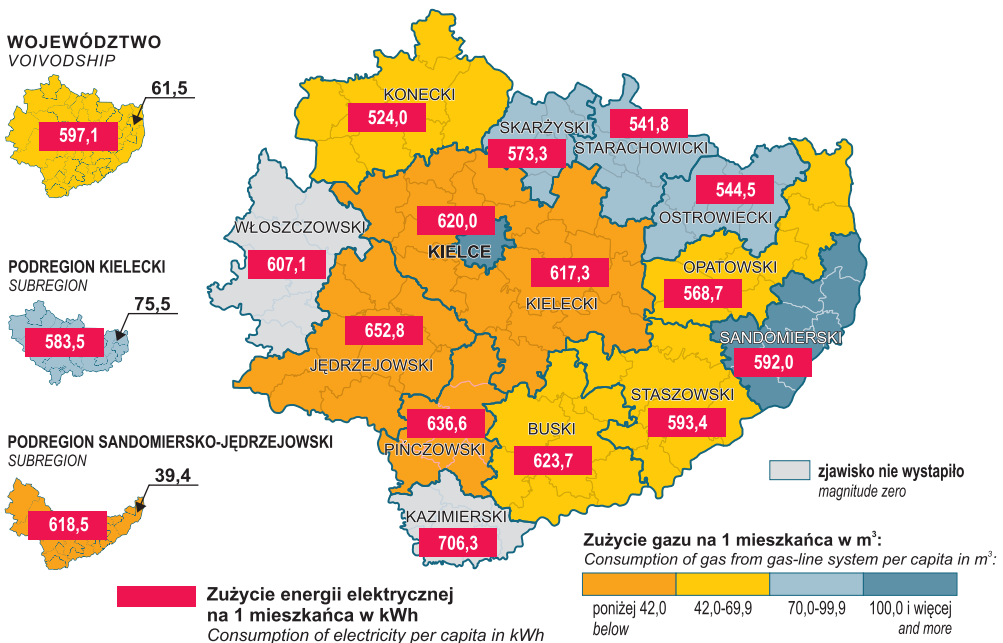 WOJEWÓDZTWO
VOIVODSHIP
61,5
597,1
PODREGION KIELECKI
SUBREGION
75,5
583,5
PODREGION SANDOMIERSKO-JĘDRZEJOWSKI
SUBREGION
39,4
618,5
KONECKI
524,0
SKARŻYSKI
573,3
541,8
STARACHOWICKI
544,5
OSTROWIECKI
WŁOSZCZOWSKI
607,1
620,0
KIELCE
617,3
KIELECKI
OPATOWSKI
568,7
SANDOMIERSKI
592,0
652,8
JĘDRZEJOWSKI
STASZOWSKI
593,4
636,6
PIŃCZOWSKI
BUSKI
623,7
KAZIMIERSKI
706,3
zjawisko nie wystapiło
magnitude zero
Zużycie gazu na 1 mieszkańca w m³:
Consumption of gas from gas-line system per capita in m³:
poniżej 42,0 42,0-69,9 70,0-99,9 100,0 i więcej
below and more
Zużycie energii elektrycznej
na 1 mieszkańca w kWh
Consumption of electricity per capita in kWh